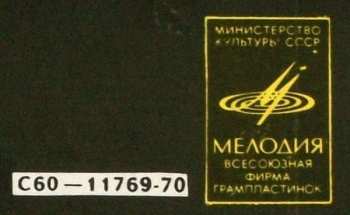 МИНИСТЕРСТВО
КУЛЬТУРЫ СССР
МЕЛОДИЯ
ВСЕСОЮЗНАЯ
ФИРМА
ГРАМПЛАСТИНОК
С60 — 11769-70